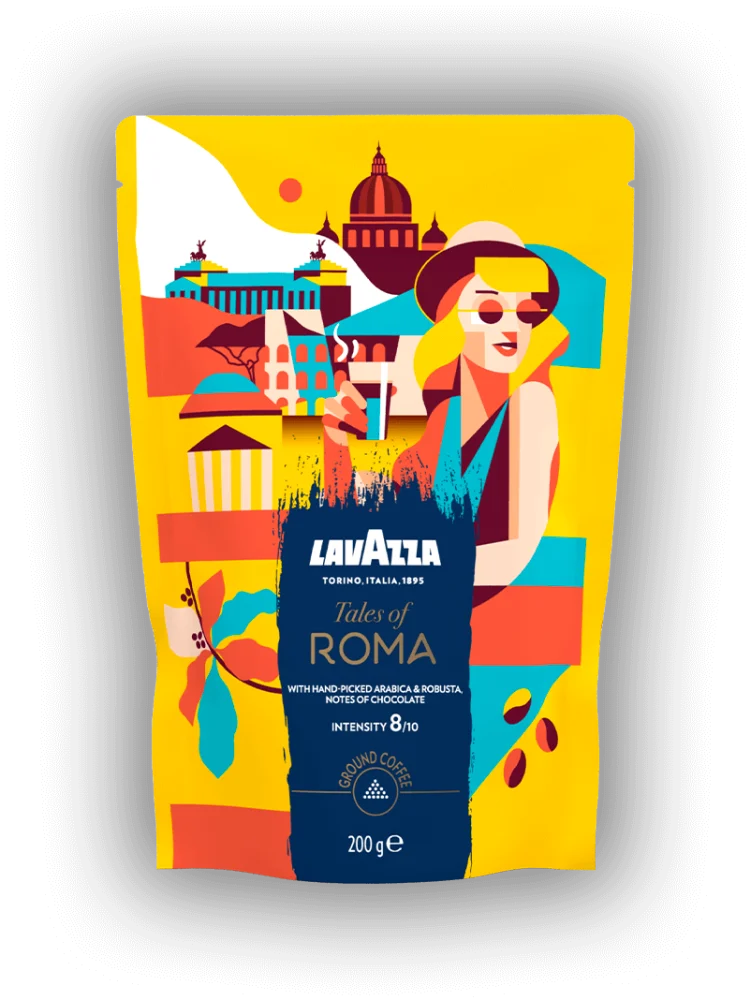 LAVAZZA
TORINO, ITALIA, 1895
Tales of
ROMA
WITH HAND-PICKED ARABICA & ROBUSTA,
NOTES OF CHOCOLATE
INTENSITY 8/10
GROUND COFFEE
200 g ℮